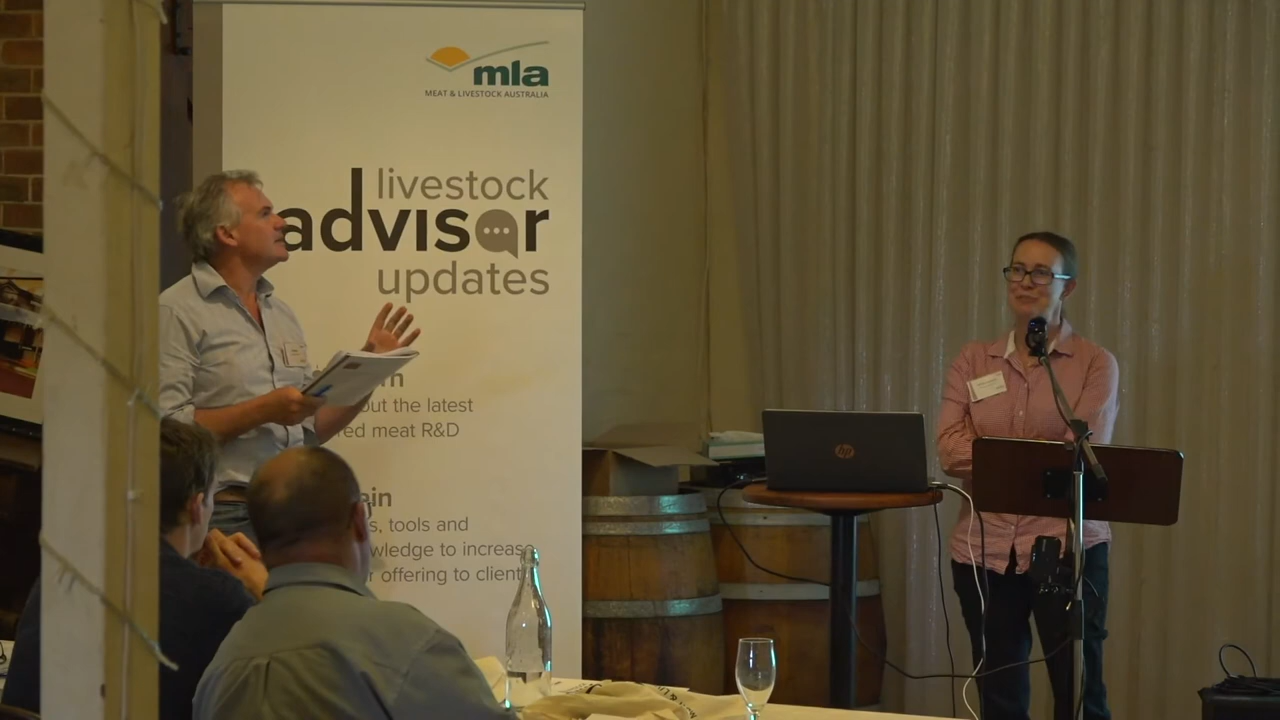 mla
MEAT & LIVESTOCK AUSTRALIA
livestock
advisor
updates
out the latest
red meat R&D
s, tools and
wledge to increase
offering to client
hp